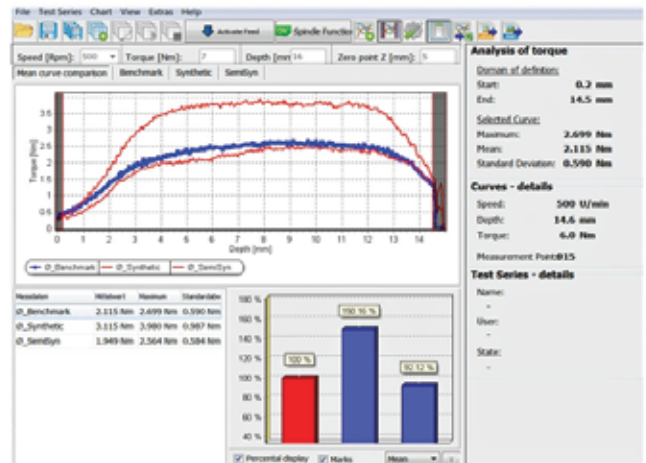 File Test Series Chart View Extras Help
Activate Feed Spindle Function
Speed [Rpm]: 500 Torque [Nm]: 7 Depth [mm 16 Zero point Z [mm]: 5
Mean curve comparison Benchmark Synthetic SemiSyn
Torque [Nm]
3.5
3
2.5
2
1.5
1
0.5
0
0 1 2 3 4 5 6 7 8 9 10 11 12 13 14
Depth [mm]
Ø_Benchmark Ø_Synthetic Ø_SemiSyn
Messdaten Mittelwert Maximum Standardabw
Ø_Benchmark 2.115 Nm 2.699 Nm 0.590 Nm
Ø_Synthetic 3.115 Nm 3.980 Nm 0.987 Nm
Ø_SemiSyn 1.949 Nm 2.564 Nm 0.584 Nm
180 %
160 %
140 %
120 %
100 %
80 %
60 %
40 %
100 %
150.16 %
92.12 %
Percental display Marks Mean
Analysis of torque
Domain of definition:
Start: 0.2 mm
End: 14.5 mm
Selected Curve:
Maximum: 2.699 Nm
Mean: 2.115 Nm
Standard Deviation: 0.590 Nm
Curves - details
Speed: 500 U/min
Depth: 14.6 mm
Torque: 6.0 Nm
Measurement Point: 815
Test Series - details
Name:
-
User:
-
State:
-